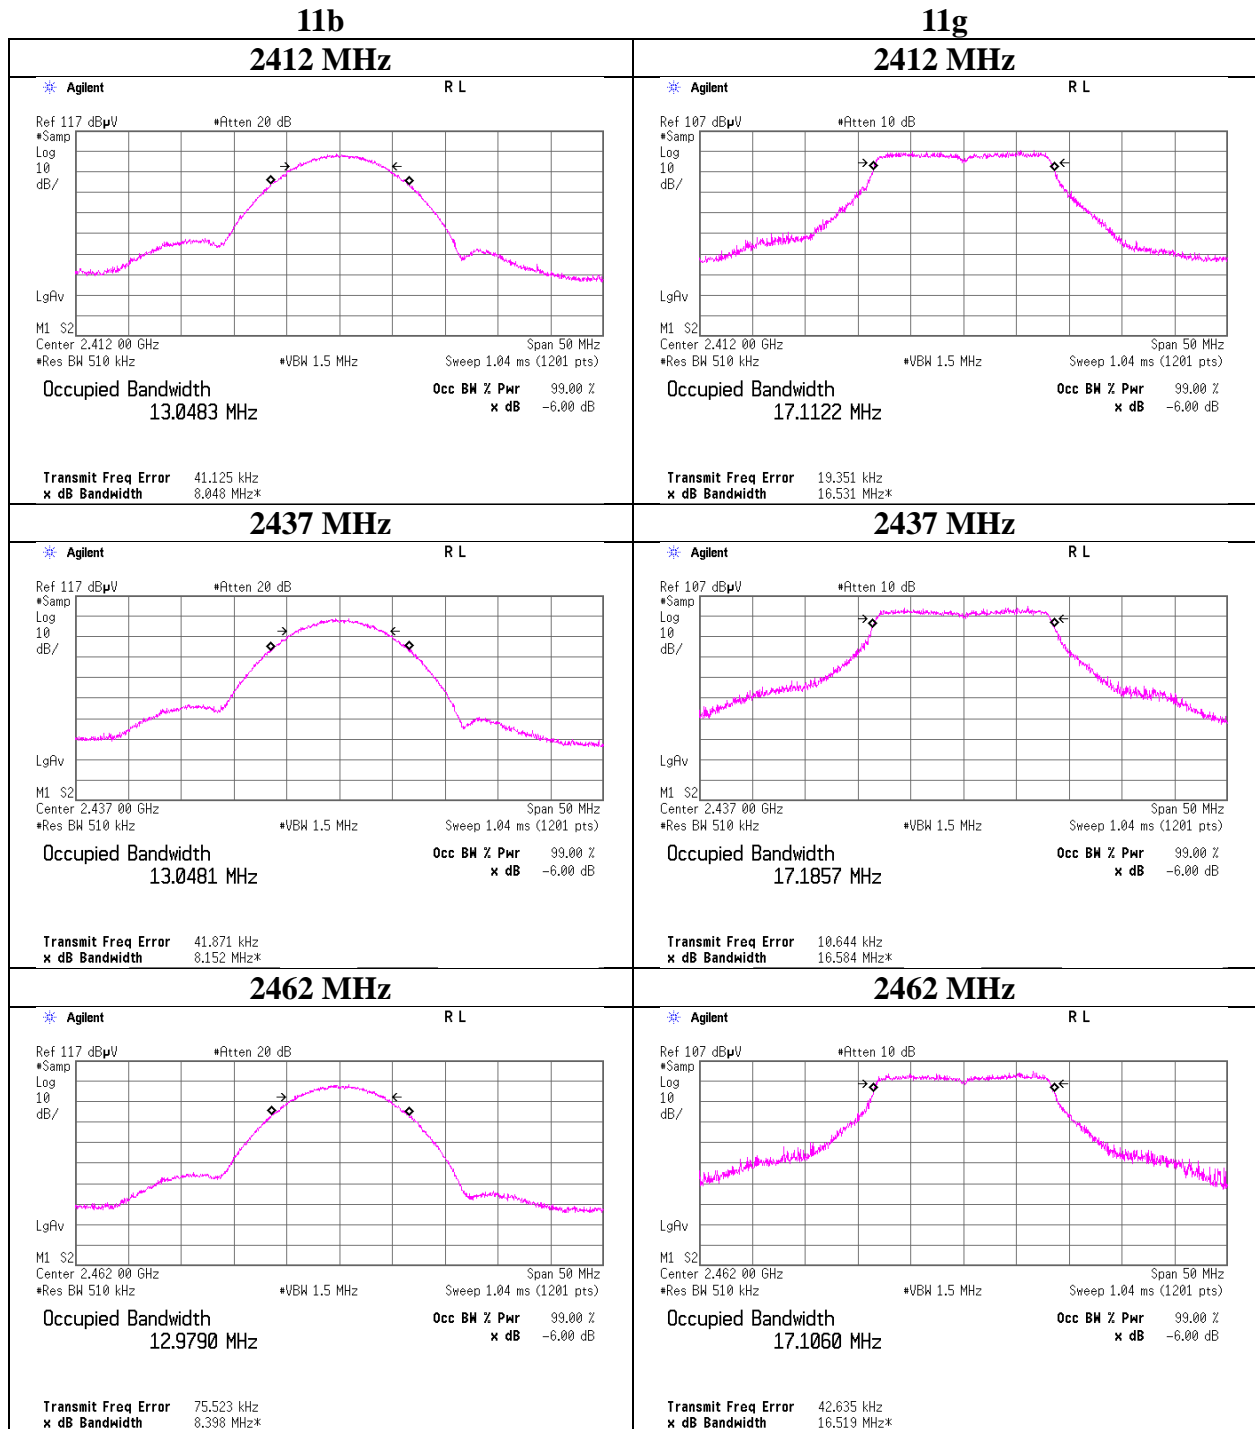 11b
11g
2412 MHz
2412 MHz
Agilent
R L
Ref 117 dBµV
#Atten 20 dB
#Samp
Log
10
dB/
LgAv
M1 S2
Center 2.412 00 GHz
Span 50 MHz
#Res BW 510 kHz
#VBW 1.5 MHz
Sweep 1.04 ms (1201 pts)
Occupied Bandwidth
13.0483 MHz
Occ BW % Pwr 99.00 %
x dB -6.00 dB
Transmit Freq Error 41.125 kHz
x dB Bandwidth 8.048 MHz*
Agilent
R L
Ref 107 dBµV
#Atten 10 dB
#Samp
Log
10
dB/
LgAv
M1 S2
Center 2.412 00 GHz
Span 50 MHz
#Res BW 510 kHz
#VBW 1.5 MHz
Sweep 1.04 ms (1201 pts)
Occupied Bandwidth
17.1122 MHz
Occ BW % Pwr 99.00 %
x dB -6.00 dB
Transmit Freq Error 19.351 kHz
x dB Bandwidth 16.531 MHz*
2437 MHz
2437 MHz
Agilent
R L
Ref 117 dBµV
#Atten 20 dB
#Samp
Log
10
dB/
LgAv
M1 S2
Center 2.437 00 GHz
Span 50 MHz
#Res BW 510 kHz
#VBW 1.5 MHz
Sweep 1.04 ms (1201 pts)
Occupied Bandwidth
13.0481 MHz
Occ BW % Pwr 99.00 %
x dB -6.00 dB
Transmit Freq Error 41.871 kHz
x dB Bandwidth 8.152 MHz*
Agilent
R L
Ref 107 dBµV
#Atten 10 dB
#Samp
Log
10
dB/
LgAv
M1 S2
Center 2.437 00 GHz
Span 50 MHz
#Res BW 510 kHz
#VBW 1.5 MHz
Sweep 1.04 ms (1201 pts)
Occupied Bandwidth
17.1857 MHz
Occ BW % Pwr 99.00 %
x dB -6.00 dB
Transmit Freq Error 10.644 kHz
x dB Bandwidth 16.584 MHz*
2462 MHz
2462 MHz
Agilent
R L
Ref 117 dBµV
#Atten 20 dB
#Samp
Log
10
dB/
LgAv
M1 S2
Center 2.462 00 GHz
Span 50 MHz
#Res BW 510 kHz
#VBW 1.5 MHz
Sweep 1.04 ms (1201 pts)
Occupied Bandwidth
12.9790 MHz
Occ BW % Pwr 99.00 %
x dB -6.00 dB
Transmit Freq Error 75.523 kHz
x dB Bandwidth 8.398 MHz*
Agilent
R L
Ref 107 dBµV
#Atten 10 dB
#Samp
Log
10
dB/
LgAv
M1 S2
Center 2.462 00 GHz
Span 50 MHz
#Res BW 510 kHz
#VBW 1.5 MHz
Sweep 1.04 ms (1201 pts)
Occupied Bandwidth
17.1060 MHz
Occ BW % Pwr 99.00 %
x dB -6.00 dB
Transmit Freq Error 42.635 kHz
x dB Bandwidth 16.519 MHz*